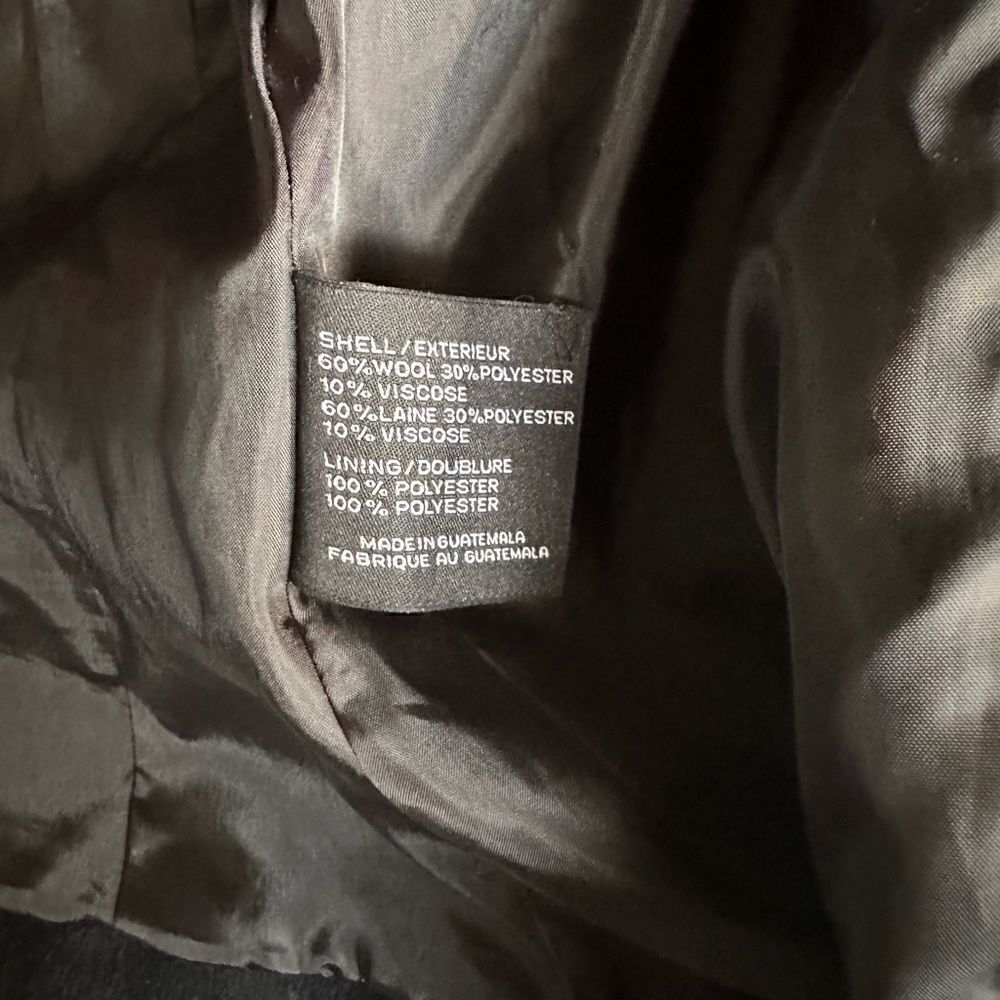 SHELL/EXTERIEUR
60%WOOL 30%POLYESTER
10% VISCOSE
60%LAINE 30%POLYESTER
10% VISCOSE
LINING/DOUBLURE
100% POLYESTER
100% POLYESTER
MADE IN GUATEMALA
FABRIQUE AU GUATEMALA